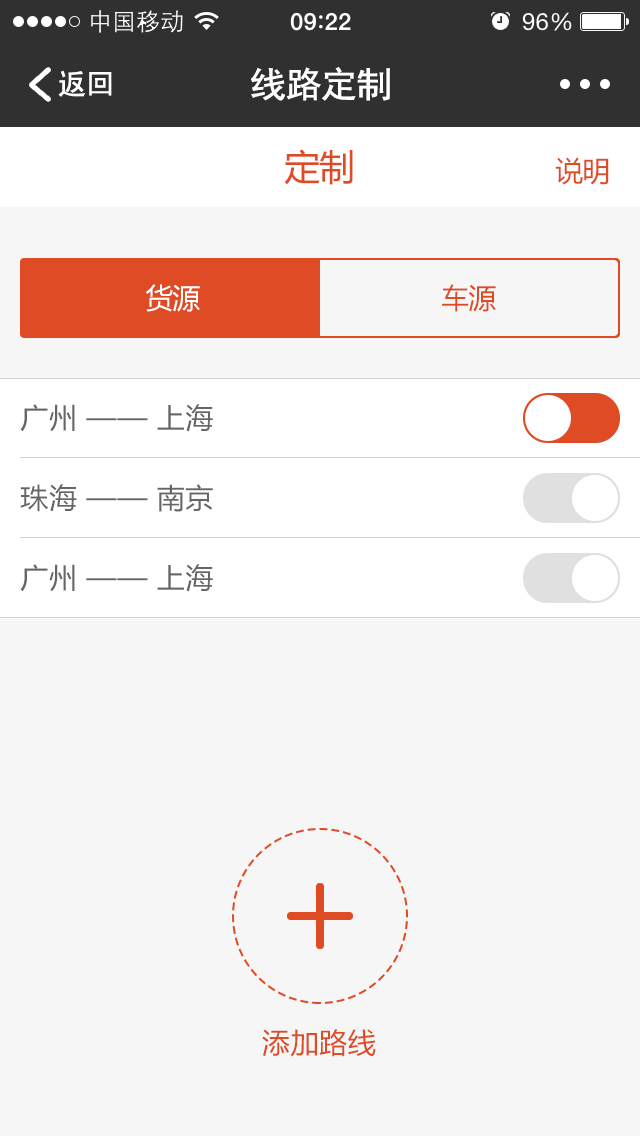 中国移动 09:22 96%
返回 线路定制
定制 说明
货源 车源
广州 —— 上海
珠海 —— 南京
广州 —— 上海
添加路线